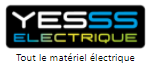 YESSS
ELECTRIQUE
Tout le matériel électrique